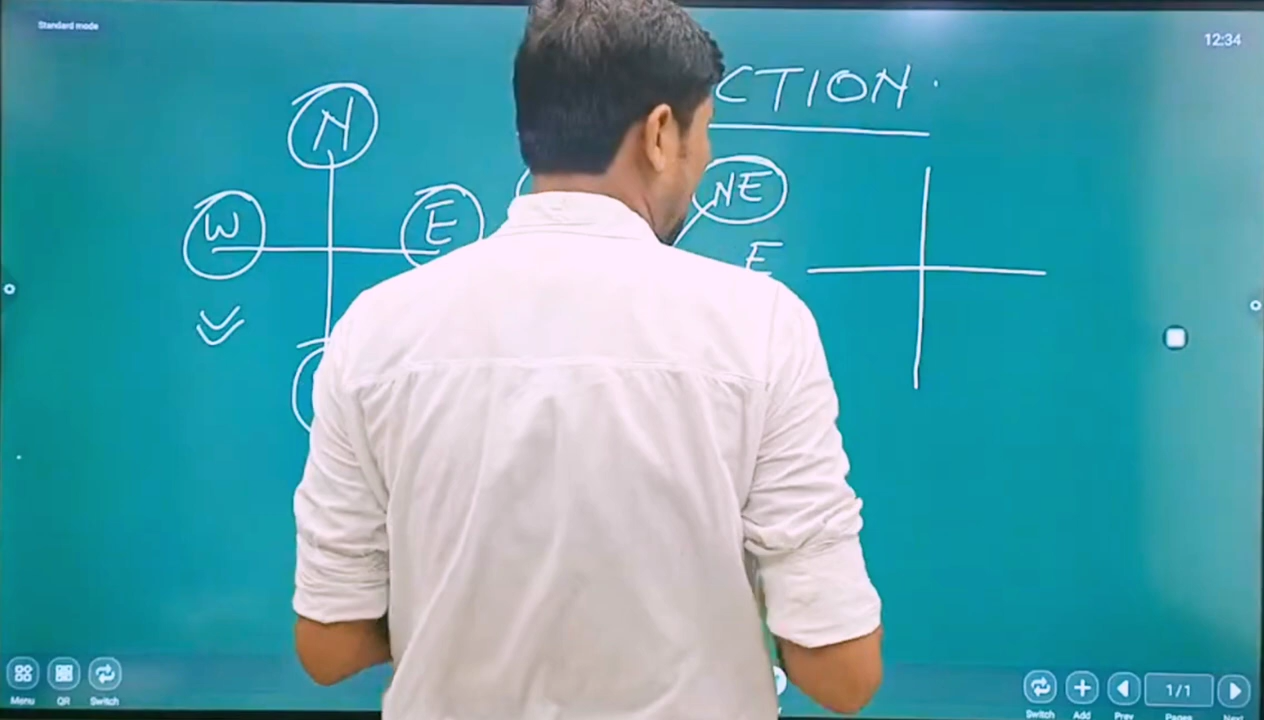 Standard mode
12:34
CTION.
N
NE
W
E
E
Menu
QR
Switch
Switch
Add
Prev
1/1
Pages
Next